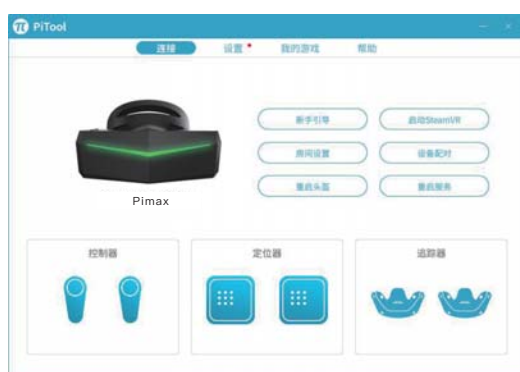 PiTool
连接 设置 我的游戏 帮助
新手引导 启动SteamVR
房间设置 设备配对
重启头盔 重启服务
Pimax
控制器 定位器 追踪器